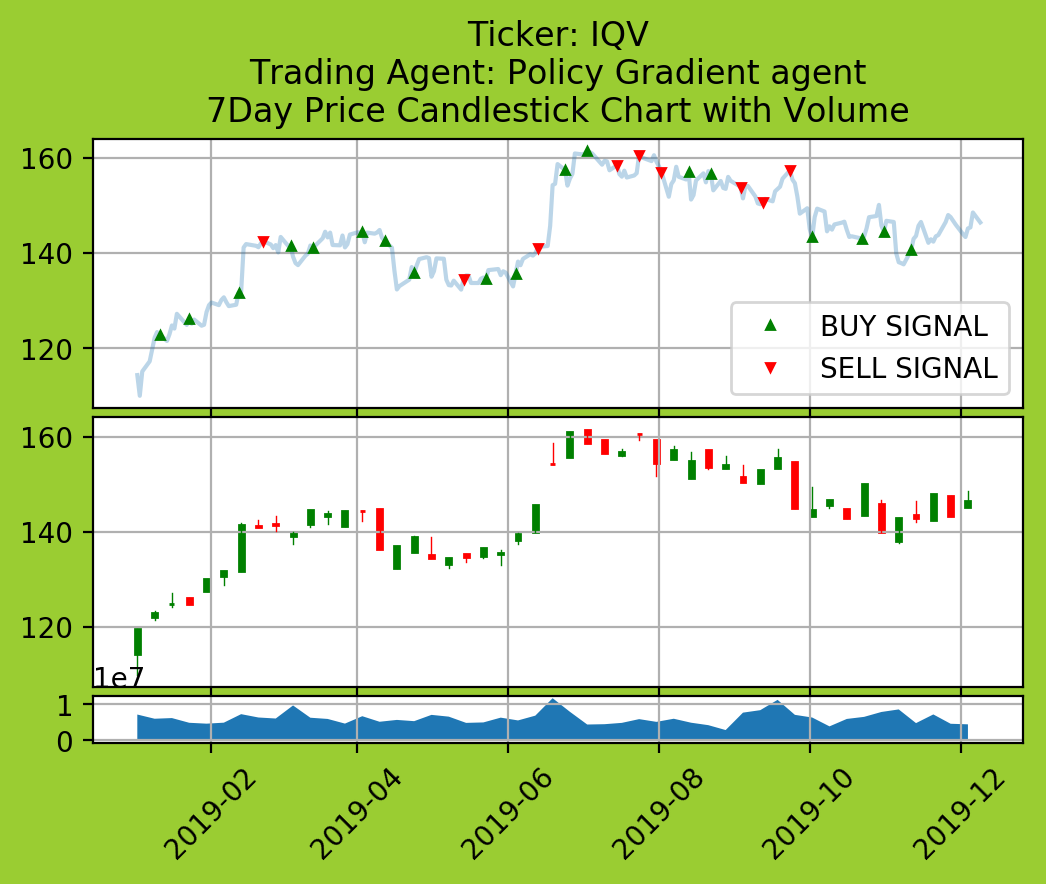 Ticker: IQV
Trading Agent: Policy Gradient agent
7Day Price Candlestick Chart with Volume
160
140
120
BUY SIGNAL
SELL SIGNAL
160
140
120
1e7
1
0
2019-02
2019-04
2019-06
2019-08
2019-10
2019-12